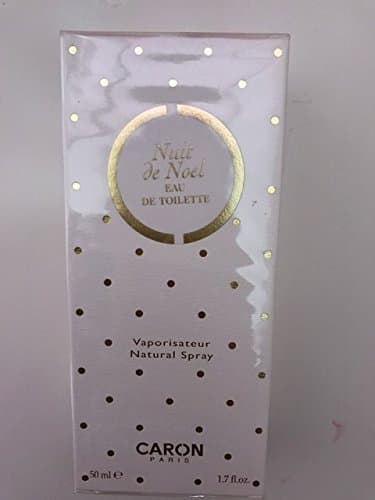 Nuit
de Noel
EAU
DE TOILETTE
Vaporisateur
Natural Spray
CARON
PARIS
50 ml ℮ 1.7 fl.oz.